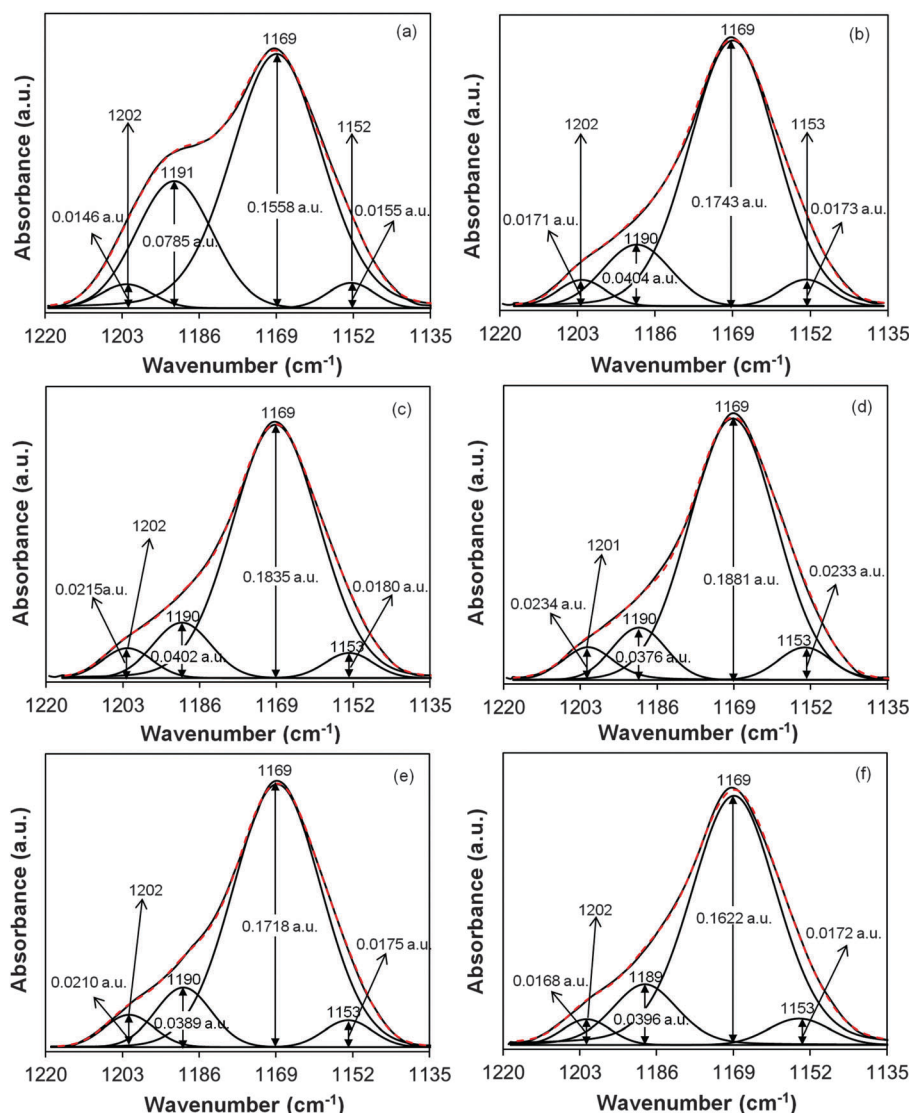 (a)
1169
1202
1152
1191
0.0146 a.u.
0.0785 a.u.
0.1558 a.u.
0.0155 a.u.
Absorbance (a.u.)
1220 1203 1186 1169 1152 1135
Wavenumber (cm-1)
(b)
1169
1202
1153
1190
0.0171 a.u.
0.0404 a.u.
0.1743 a.u.
0.0173 a.u.
Absorbance (a.u.)
1220 1203 1186 1169 1152 1135
Wavenumber (cm-1)
(c)
1169
1202
1190
1153
0.0215a.u.
0.0402 a.u.
0.1835 a.u.
0.0180 a.u.
Absorbance (a.u.)
1220 1203 1186 1169 1152 1135
Wavenumber (cm-1)
(d)
1169
1201
1190
1153
0.0234 a.u.
0.0376 a.u.
0.1881 a.u.
0.0233 a.u.
Absorbance (a.u.)
1220 1203 1186 1169 1152 1135
Wavenumber (cm-1)
(e)
1169
1202
1190
1153
0.0210 a.u.
0.0389 a.u.
0.1718 a.u.
0.0175 a.u.
Absorbance (a.u.)
1220 1203 1186 1169 1152 1135
Wavenumber (cm-1)
(f)
1169
1202
1189
1153
0.0168 a.u.
0.0396 a.u.
0.1622 a.u.
0.0172 a.u.
Absorbance (a.u.)
1220 1203 1186 1169 1152 1135
Wavenumber (cm-1)